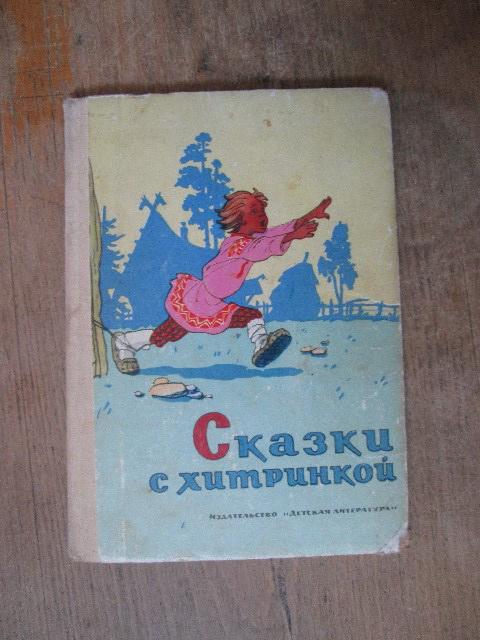 Сказки
с хитринкой
ИЗДАТЕЛЬСТВО „ДЕТСКАЯ ЛИТЕРАТУРА"